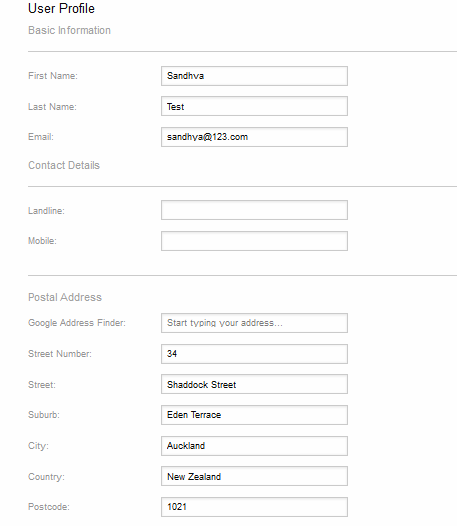 User Profile
Basic Information
First Name: Sandhya
Last Name: Test
Email: sandhya@123.com
Contact Details
Landline:
Mobile:
Postal Address
Google Address Finder: Start typing your address...
Street Number: 34
Street: Shaddock Street
Suburb: Eden Terrace
City: Auckland
Country: New Zealand
Postcode: 1021